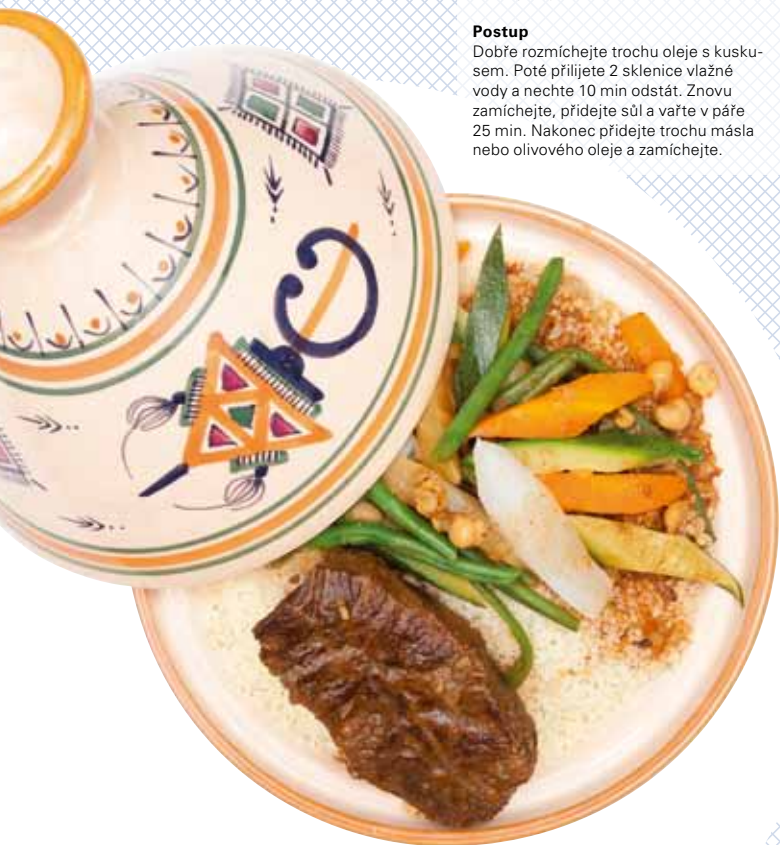 Postup
Dobře rozmíchejte trochu oleje s kusku-
sem. Poté přilijete 2 sklenice vlažné
vody a nechte 10 min odstát. Znovu
zamíchejte, přidejte sůl a vařte v páře
25 min. Nakonec přidejte trochu másla
nebo olivového oleje a zamíchejte.